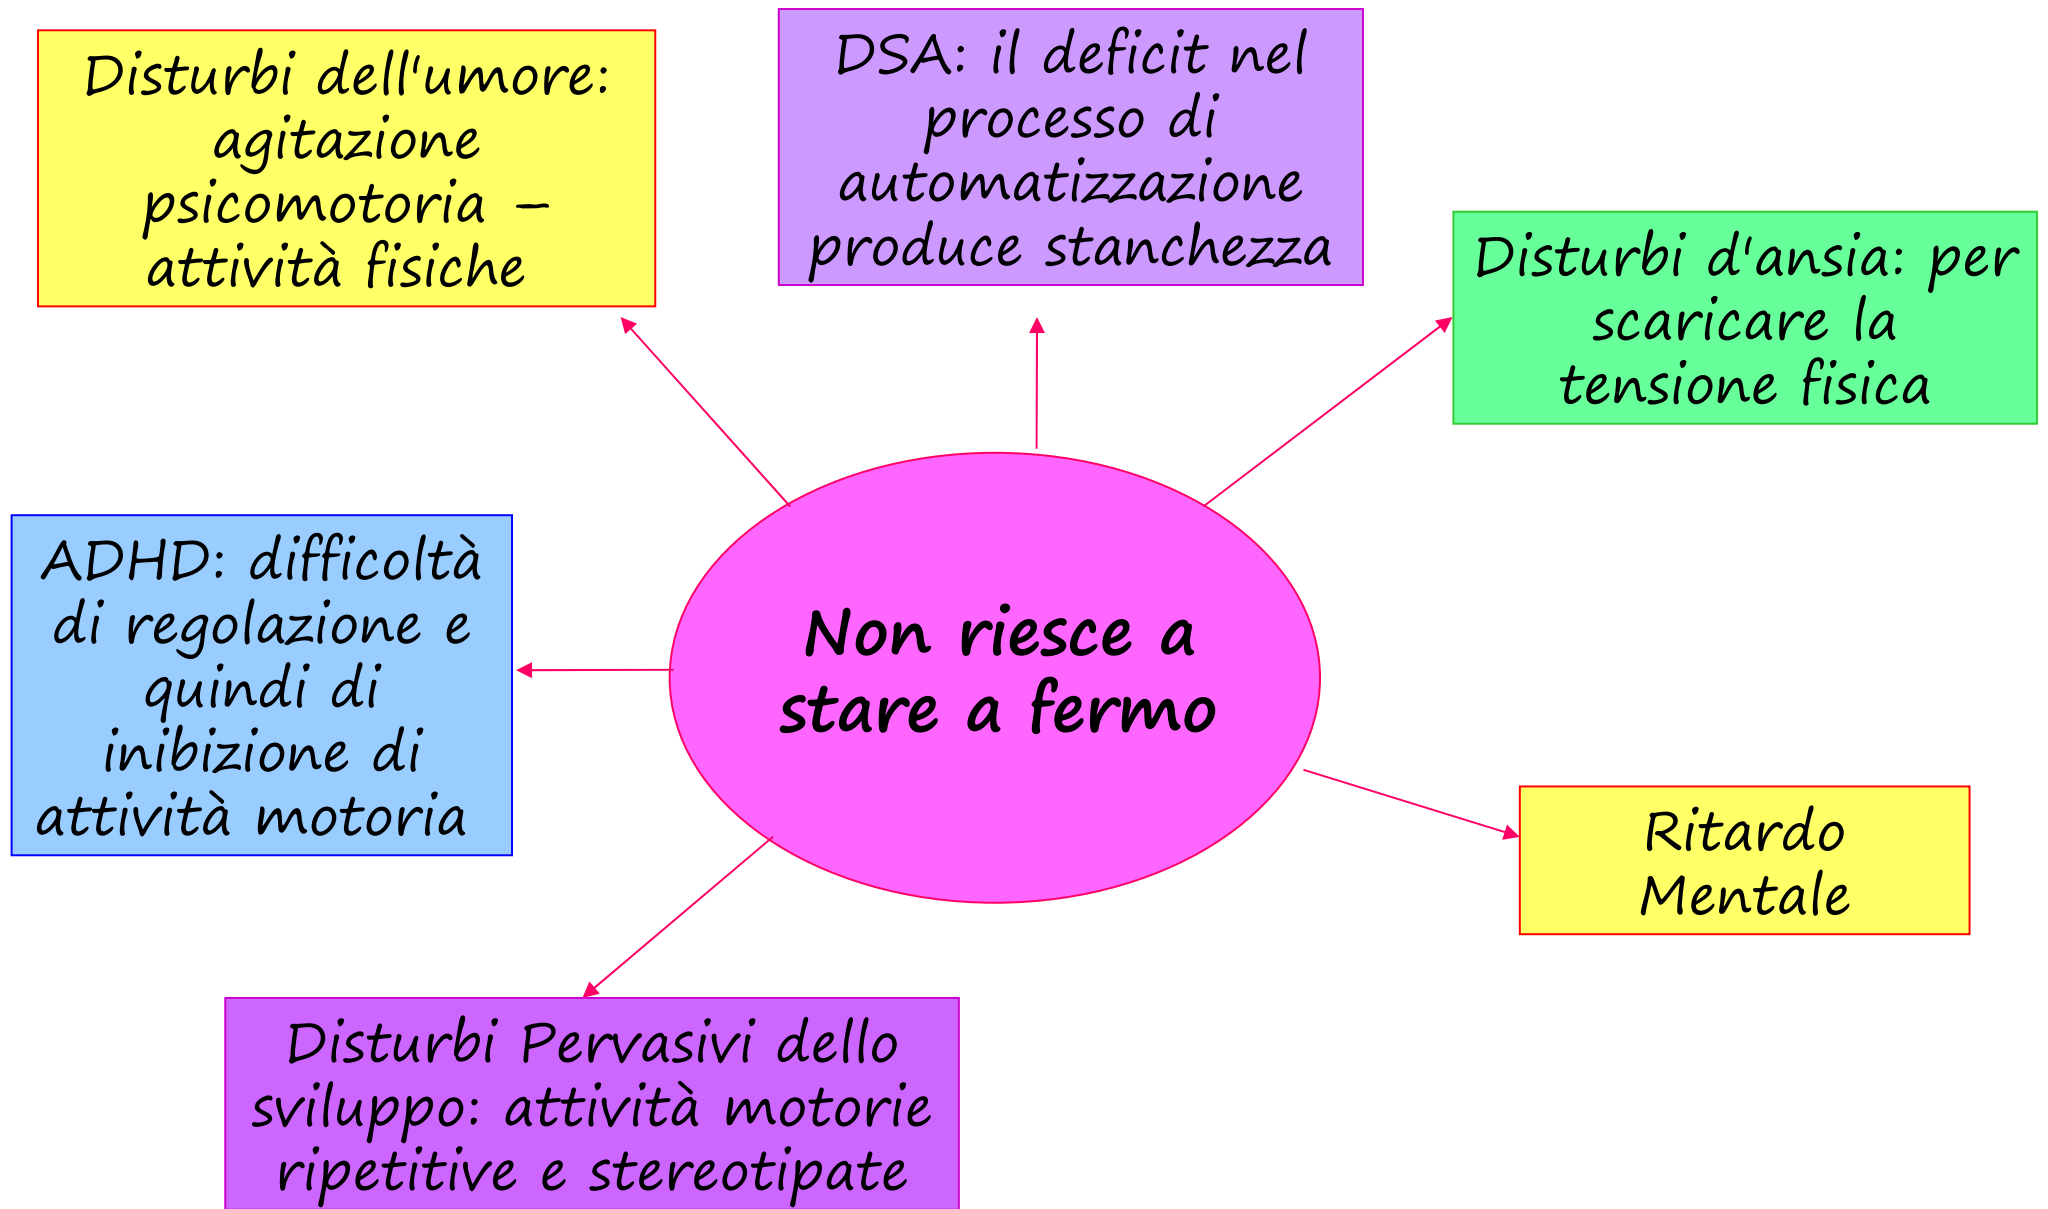 Disturbi dell'umore:
agitazione
psicomotoria –
attività fisiche
DSA: il deficit nel
processo di
automatizzazione
produce stanchezza
Disturbi d'ansia: per
scaricare la
tensione fisica
ADHD: difficoltà
di regolazione e
quindi di
inibizione di
attività motoria
Non riesce a
stare a fermo
Ritardo
Mentale
Disturbi Pervasivi dello
sviluppo: attività motorie
ripetitive e stereotipate